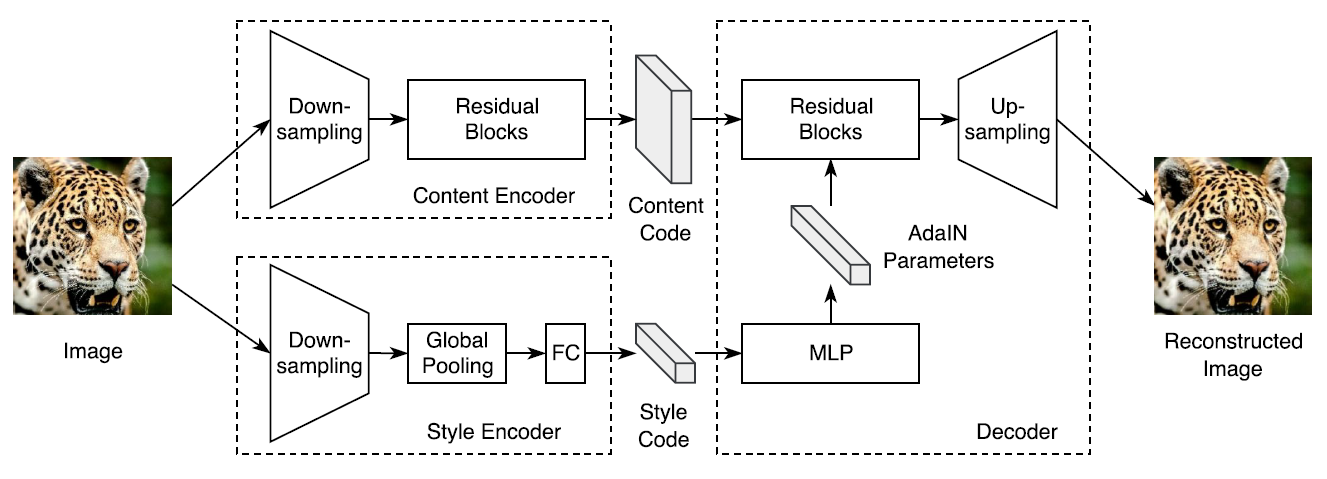 Down-
sampling
Residual
Blocks
Content Encoder
Content
Code
Residual
Blocks
Up-
sampling
AdaIN
Parameters
Image
Down-
sampling
Global
Pooling
FC
Style Encoder
Style
Code
MLP
Decoder
Reconstructed
Image